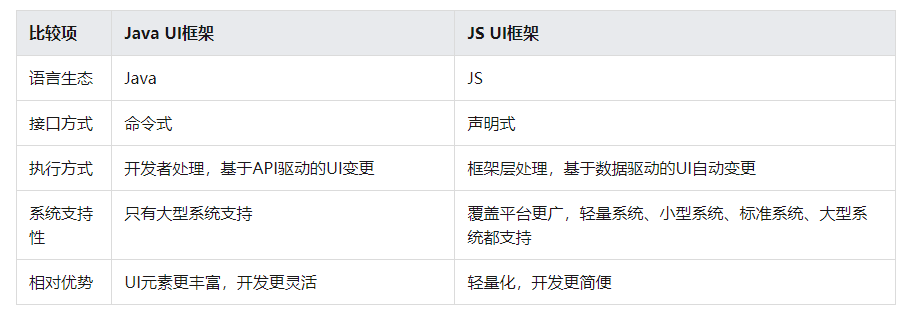 比较项 Java UI框架 JS UI框架
语言生态 Java JS
接口方式 命令式 声明式
执行方式 开发者处理，基于API驱动的UI变更 框架层处理，基于数据驱动的UI自动变更
系统支持 只有大型系统支持 覆盖平台更广，轻量系统、小型系统、标准系统、大型系
性 统都支持
相对优势 UI元素更丰富，开发更灵活 轻量化，开发更简便